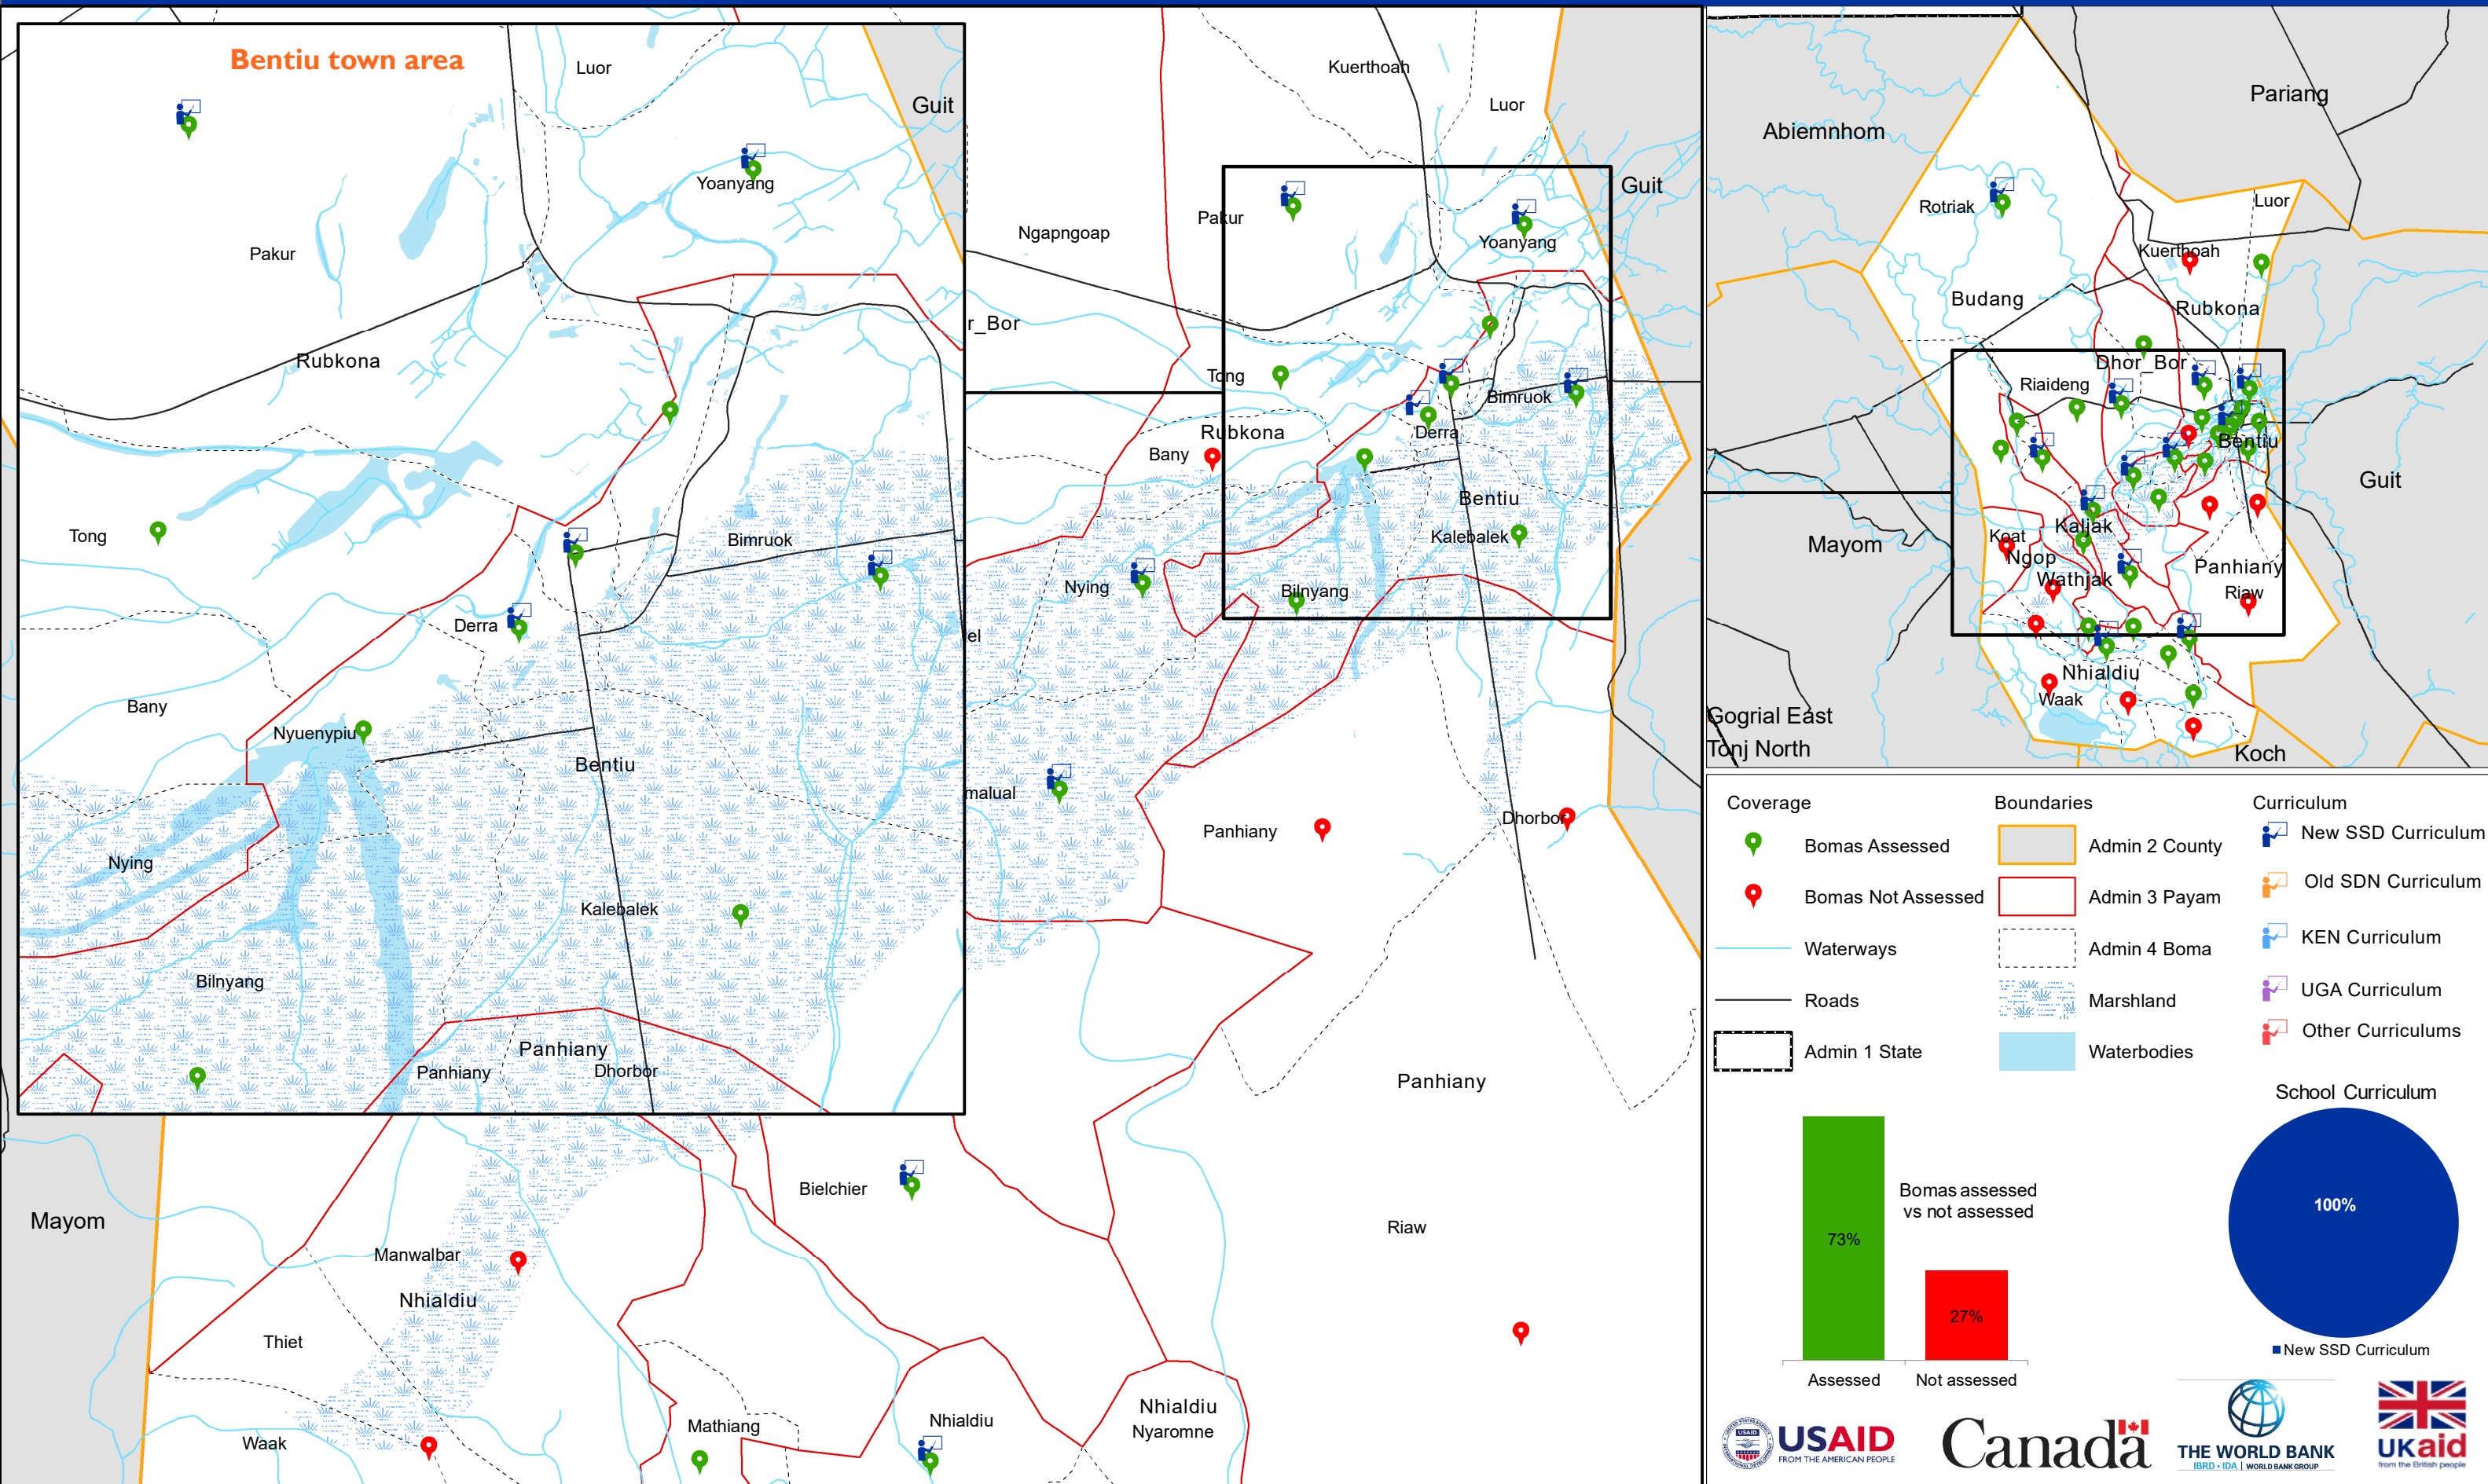 Bentiu town area
Luor
Guit
Yoanyang
Pakur
Rubkona
Tong
Bimruok
Derra
Bany
Nyuenypiu
Bentiu
Nying
Kalebalek
Bilnyang
Panhiany
Panhiany
Dhorbor
Kuerthoah
Luor
Guit
Pakur
Ngapngoap
Yoanyang
r_Bor
Tong
Bimruok
Rubkona
Derra
Bany
Bentiu
Kalebalek
Nying
Bilnyang
el
malual
Panhiany
Dhorbor
Panhiany
Mayom
Bielchier
Riaw
Manwalbar
Nhialdiu
Thiet
Waak
Mathiang
Nhialdiu
Nhialdiu
Nyaromne
Pariang
Abiemnhom
Rotriak
Luor
Kuerthoah
Budang
Rubkona
Dhor_Bor
Riaideng
Bentiu
Guit
Mayom
Kaljak
Koat
Ngop
Wathjak
Panhiany
Riaw
Nhialdiu
Waak
Gogrial East
Tonj North
Koch
Coverage
Bomas Assessed
Bomas Not Assessed
Waterways
Roads
Admin 1 State
Boundaries
Admin 2 County
Admin 3 Payam
Admin 4 Boma
Marshland
Waterbodies
Curriculum
New SSD Curriculum
Old SDN Curriculum
KEN Curriculum
UGA Curriculum
Other Curriculums
Bomas assessed
vs not assessed
73%
27%
Assessed
Not assessed
School Curriculum
100%
New SSD Curriculum
USAID
USAID
FROM THE AMERICAN PEOPLE
Canada
THE WORLD BANK
IBRD • IDA | WORLD BANK GROUP
UKaid
from the British people